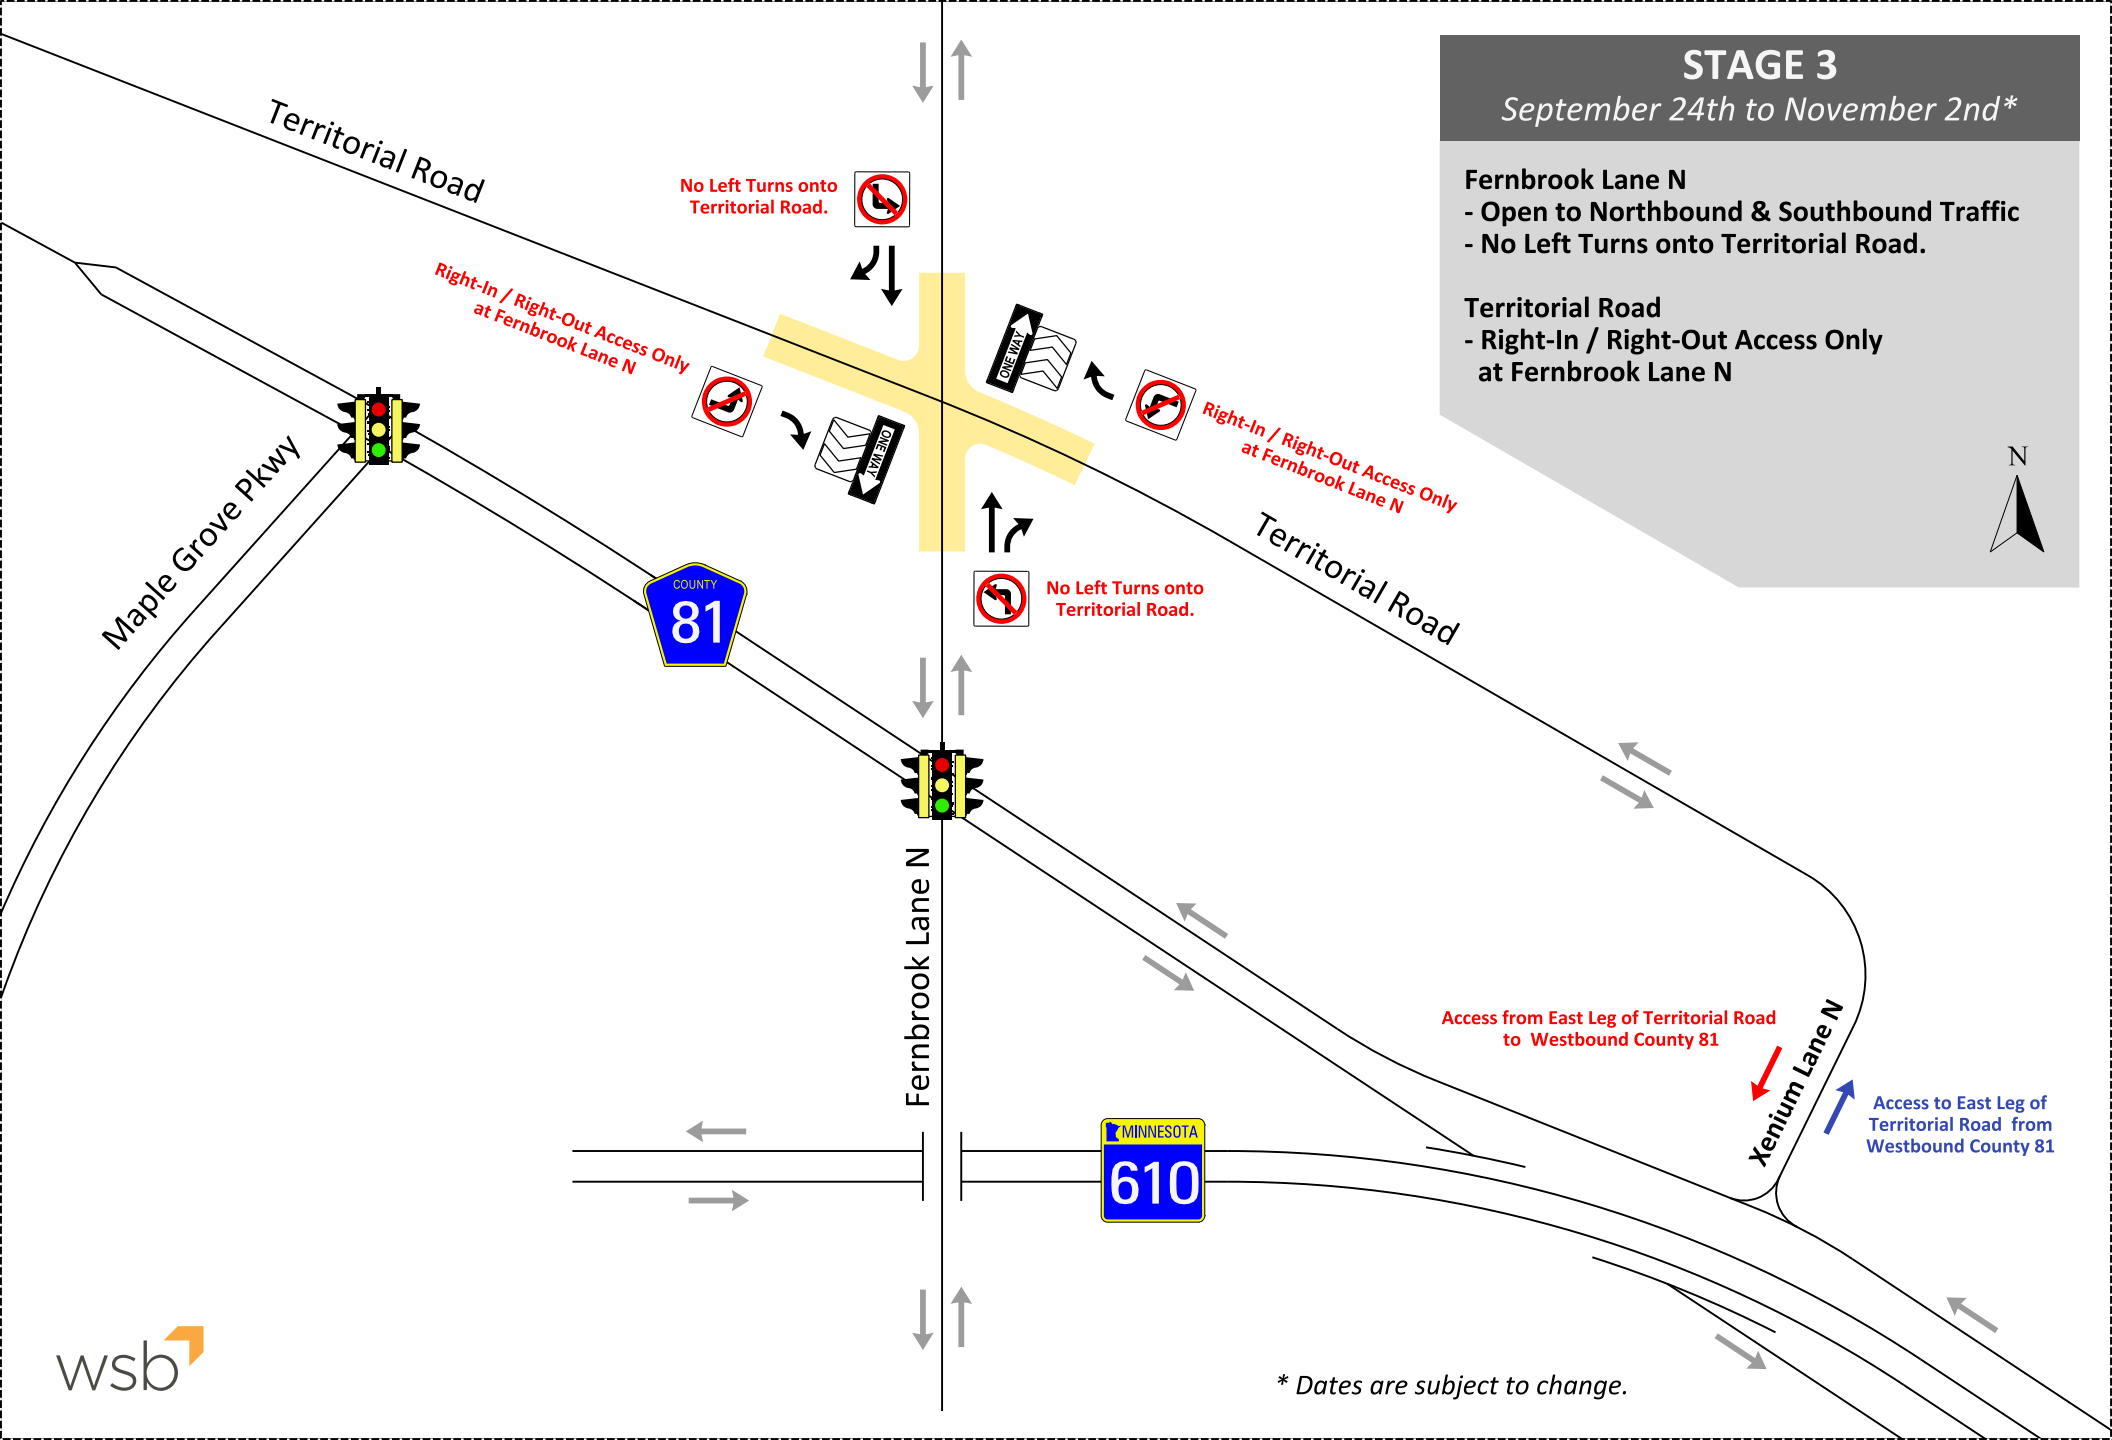 STAGE 3
September 24th to November 2nd*
Fernbrook Lane N
- Open to Northbound & Southbound Traffic
- No Left Turns onto Territorial Road.
Territorial Road
- Right-In / Right-Out Access Only
at Fernbrook Lane N
N
Territorial Road
No Left Turns onto
Territorial Road.
Right-In / Right-Out Access Only
at Fernbrook Lane N
ONE WAY
ONE WAY
Right-In / Right-Out Access Only
at Fernbrook Lane N
Maple Grove Pkwy
COUNTY
81
No Left Turns onto
Territorial Road.
Territorial Road
Fernbrook Lane N
Access from East Leg of Territorial Road
to Westbound County 81
Xenium Lane N
Access to East Leg of
Territorial Road from
Westbound County 81
MINNESOTA
610
wsb
* Dates are subject to change.